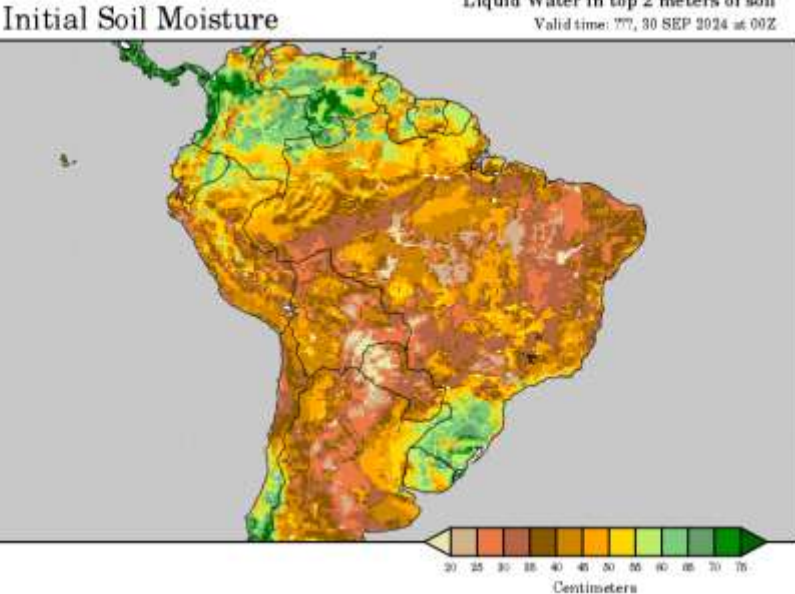 Initial Soil Moisture
Liquid Water in top 2 meters of soil
Valid time: ???, 30 SEP 2024 at 00Z
20 25 30 35 40 45 50 55 60 65 70 75
Centimeters